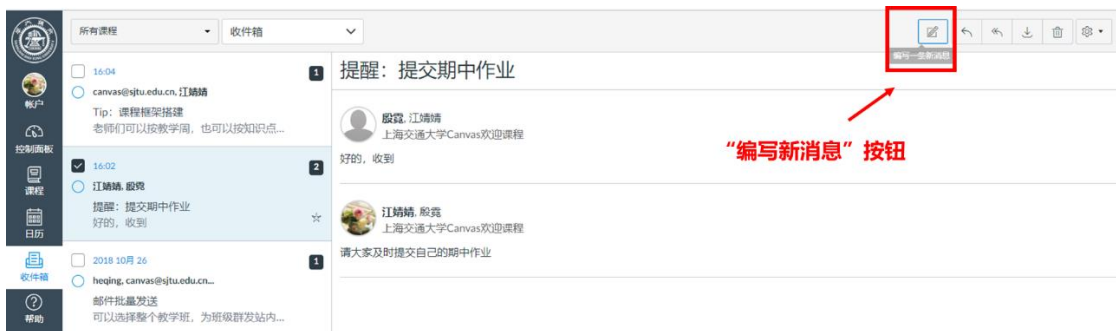 所有课程
收件箱
编写一条新消息
帐户
控制面板
课程
日历
收件箱
帮助
16:04
1
canvas@sjtu.edu.cn, 江婧婧
Tip：课程框架搭建
老师们可以按教学周，也可以按知识点...
16:02
2
江婧婧, 殷霓
提醒：提交期中作业
好的，收到
2018 10月 26
1
heqing, canvas@sjtu.edu.cn...
邮件批量发送
可以选择整个教学班，为班级群发站内...
提醒：提交期中作业
殷霓, 江婧婧
上海交通大学Canvas欢迎课程
好的，收到
江婧婧, 殷霓
上海交通大学Canvas欢迎课程
请大家及时提交自己的期中作业
“编写新消息”按钮